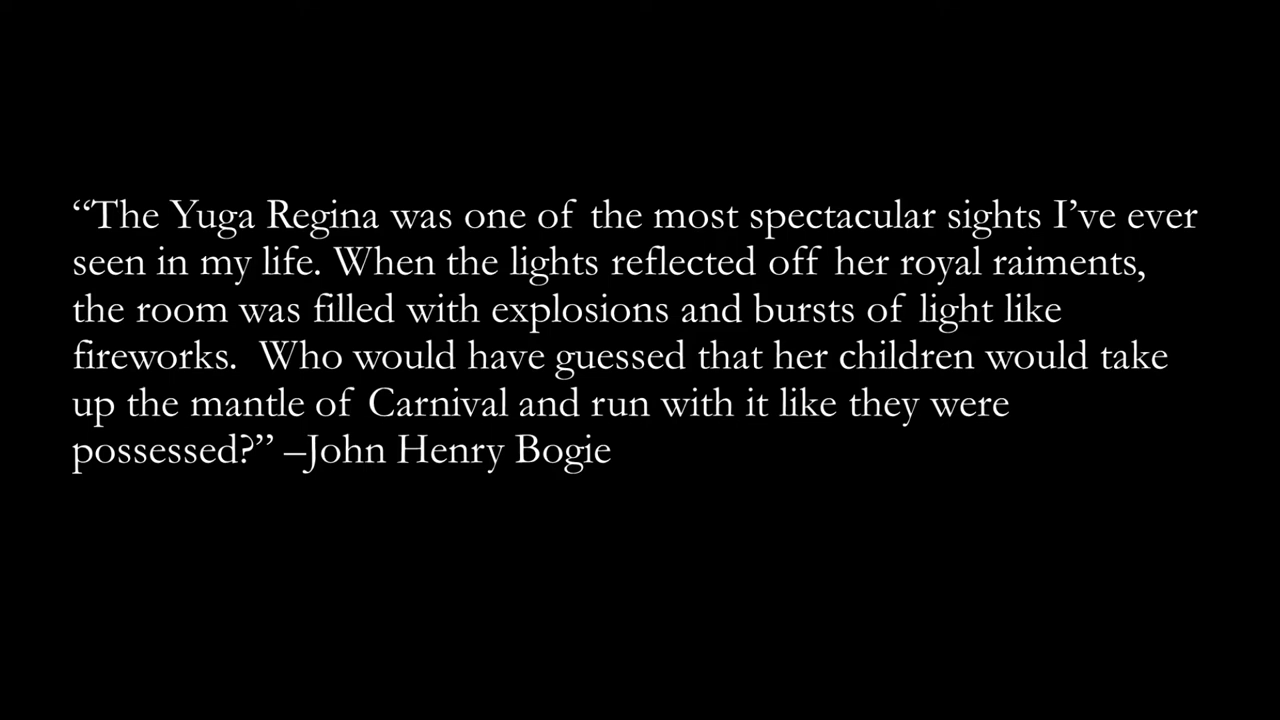 “The Yuga Regina was one of the most spectacular sights I’ve ever
seen in my life. When the lights reflected off her royal raiments,
the room was filled with explosions and bursts of light like
fireworks.  Who would have guessed that her children would take
up the mantle of Carnival and run with it like they were
possessed?” –John Henry Bogie